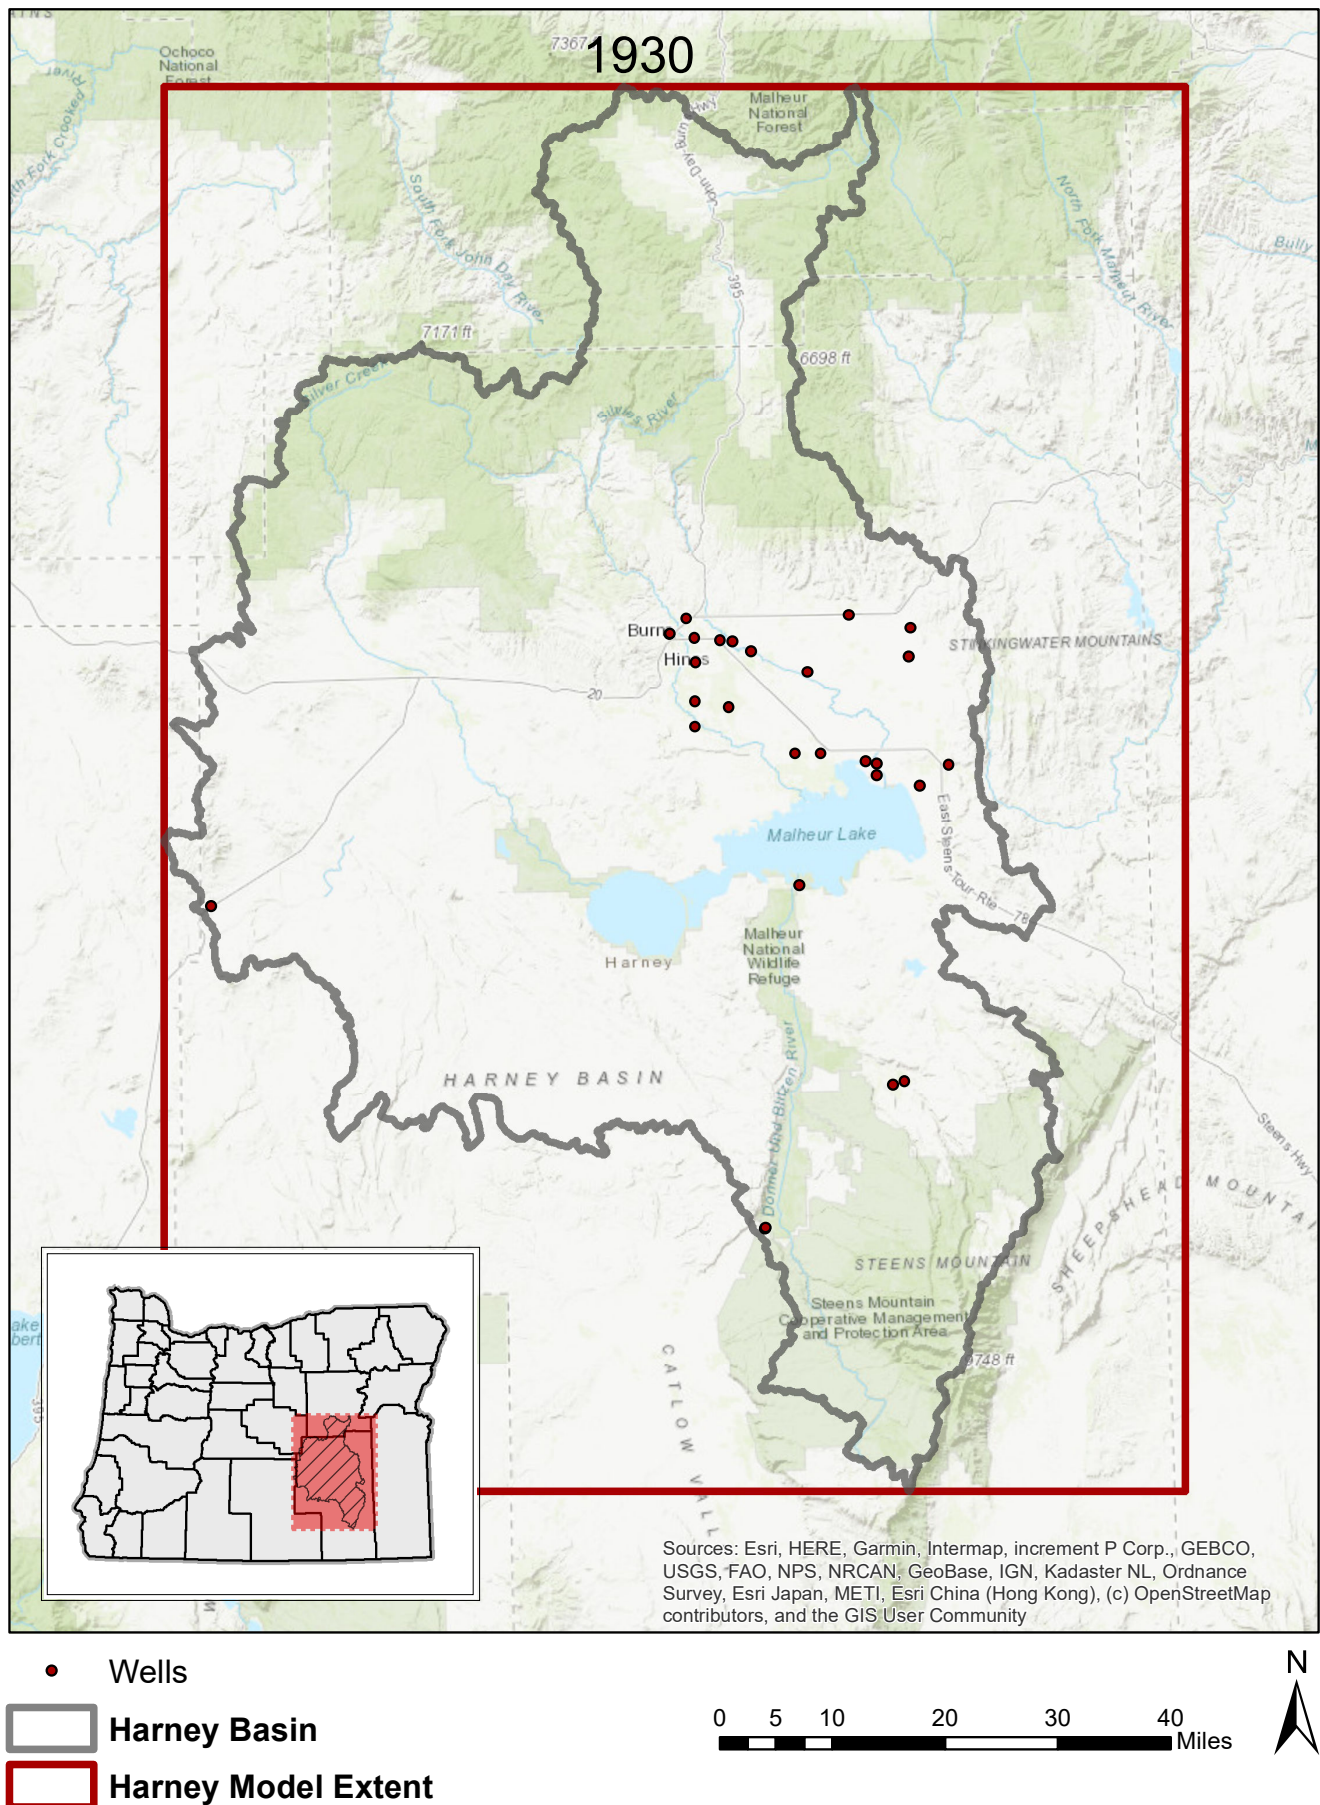 1930
7367
Ochoco
National
Forest
Malheur
National
Forest
South Fork John Day River
North Fork Malheur River
Bully
395
7171 ft
6698 ft
Silver Creek
Silvies River
Burns
Hines
STINKINGWATER MOUNTAINS
20
Malheur Lake
East Steens Tour Rte
78
Malheur
National
Wildlife
Refuge
Harney
HARNEY BASIN
Donner Und Blitzen River
Steens Hwy
SHEEPSHEAD MOUNTAI
STEENS MOUNTAIN
Steens Mountain
Cooperative Management
and Protection Area
9748 ft
CATLOW VALL
395
Sources: Esri, HERE, Garmin, Intermap, increment P Corp., GEBCO,
USGS, FAO, NPS, NRCAN, GeoBase, IGN, Kadaster NL, Ordnance
Survey, Esri Japan, METI, Esri China (Hong Kong), (c) OpenStreetMap
contributors, and the GIS User Community
Wells
Harney Basin
Harney Model Extent
0 5 10 20 30 40
Miles
N